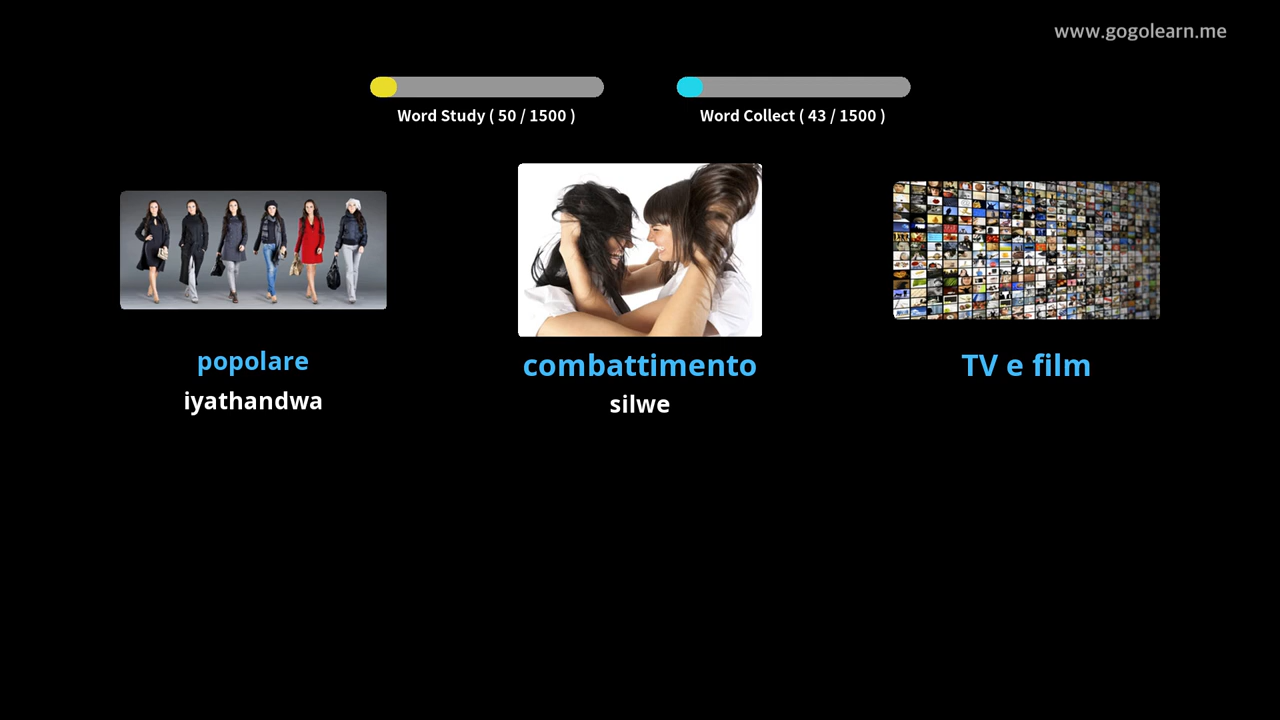 www.gogolearn.me
Word Study ( 50 / 1500 )
Word Collect ( 43 / 1500 )
popolare
iyathandwa
combattimento
silwe
TV e film